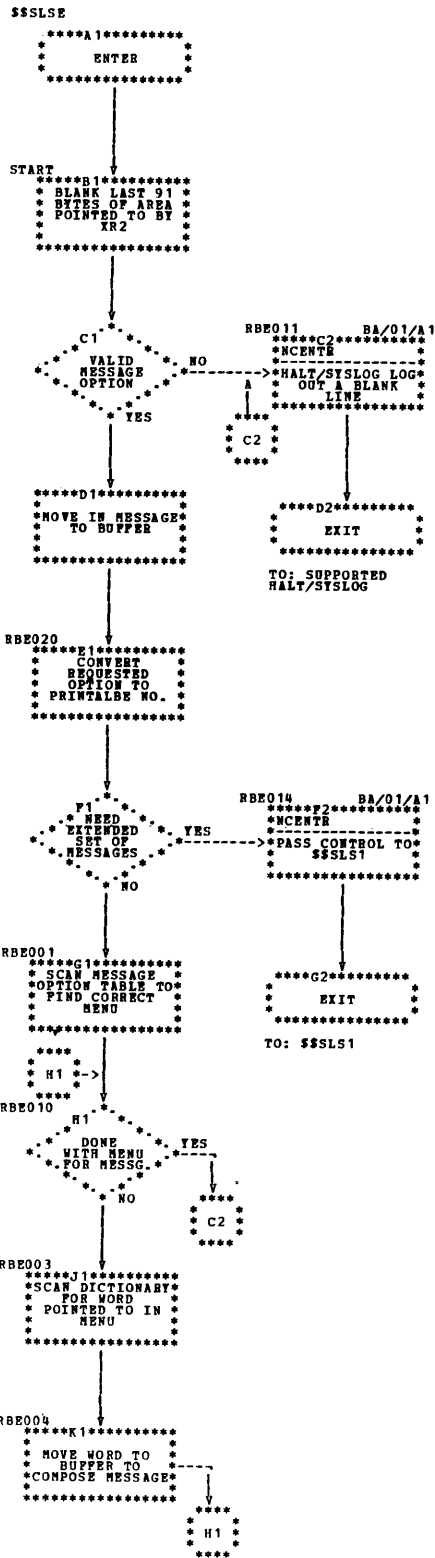 $$SLSE
A1
ENTER
START
B1
BLANK LAST 91
BYTES OF AREA
POINTED TO BY
XR2
C1
VALID
MESSAGE
OPTION
NO
YES
RBE011 BA/01/A1
C2
NCENTR
HALT/SYSLOG LOG
OUT A BLANK
LINE
A
C2
D1
MOVE IN MESSAGE
TO BUFFER
D2
EXIT
TO: SUPPORTED
HALT/SYSLOG
RBE020
E1
CONVERT
REQUESTED
OPTION TO
PRINTALBE NO.
F1
NEED
EXTENDED
SET OF
MESSAGES
YES
NO
RBE014 BA/01/A1
F2
NCENTR
PASS CONTROL TO
$$SLS1
RBE001
G1
SCAN MESSAGE
OPTION TABLE TO
FIND CORRECT
MENU
G2
EXIT
TO: $$SLS1
H1
RBE010
H1
DONE
WITH MENU
FOR MESSG.
YES
NO
C2
RBE003
J1
SCAN DICTIONARY
FOR WORD
POINTED TO IN
MENU
RBE004
K1
MOVE WORD TO
BUFFER TO
COMPOSE MESSAGE
H1